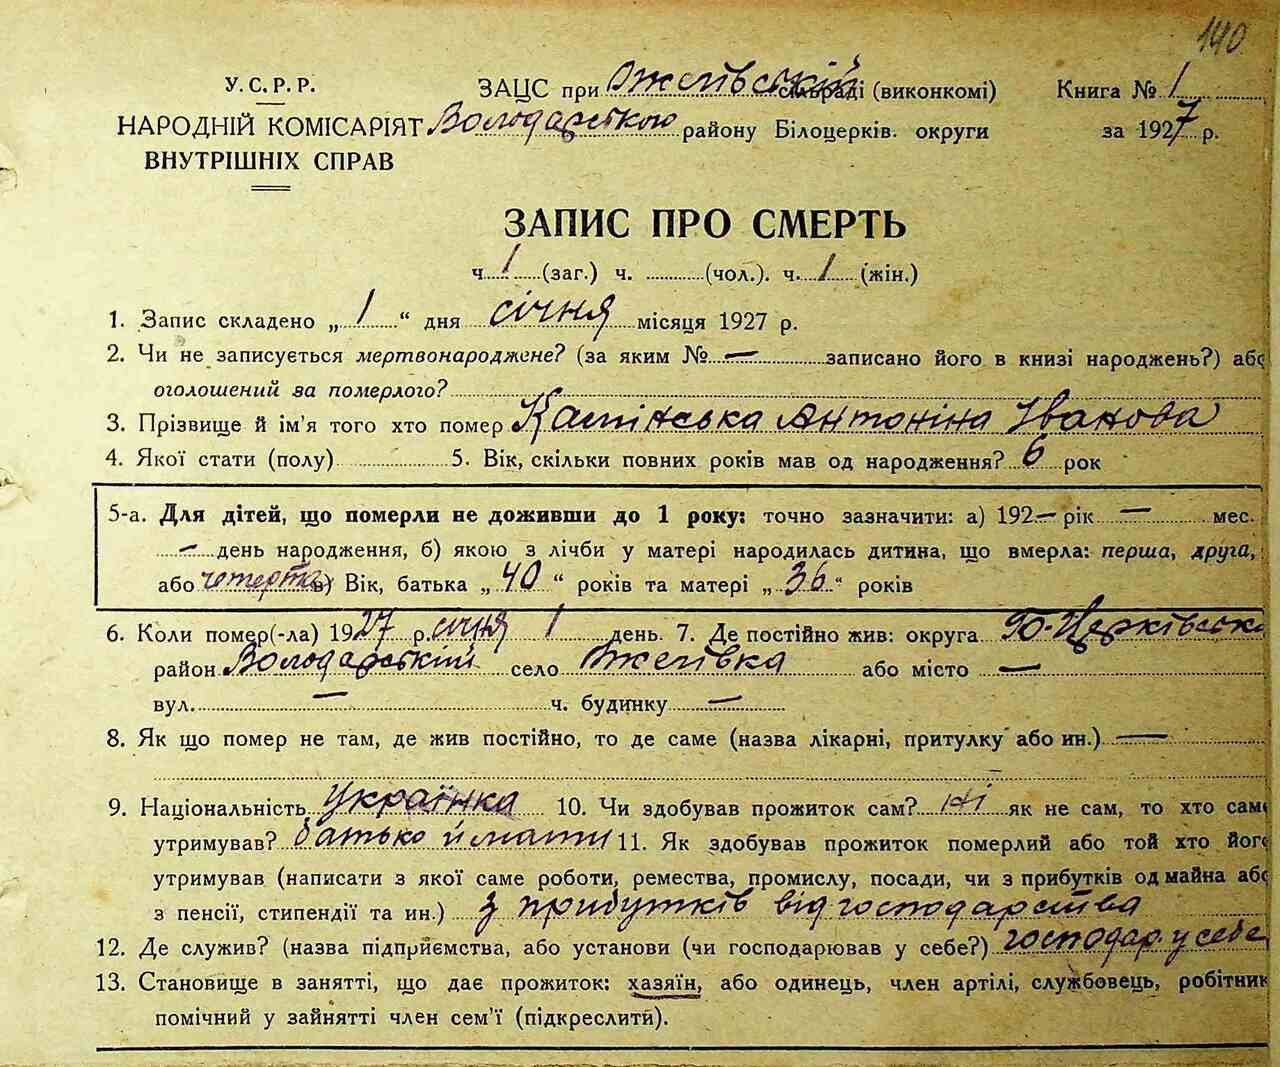 140
У. С. Р. Р.
НАРОДНІЙ КОМІСАРІЯТ
ВНУТРІШНІХ СПРАВ
ЗАЦС при Ожегівській сільраді (виконкомі) Книга № 1
Володарського району Білоцерків. округи за 1927 р.
ЗАПИС ПРО СМЕРТЬ
ч. 1 (заг.) ч. (чол.). ч. 1 (жін.)
1. Запис складено „ 1 “ дня січня місяця 1927 р.
2. Чи не записується мертвонароджене? (за яким № — записано його в книзі народжень?) або
оголошений за померлого?
3. Прізвище й ім'я того хто помер Антоніна Іванова
4. Якої стати (полу) 5. Вік, скільки повних років мав од народження? 6 рок
5-а. Для дітей, що померли не доживши до 1 року: точно зазначити: а) 192— рік — мес.
— день народження, б) якою з лічби у матері народилась дитина, що вмерла: перша, друга,
або четверта в) Вік, батька „ 40 “ років та матері „ 36 “ років
6. Коли помер(-ла) 1927 р. січня 1 день. 7. Де постійно жив: округа Б-Церківська
район Володарський село Ожегівка або місто —
вул. — ч. будинку —
8. Як що помер не там, де жив постійно, то де саме (назва лікарні, притулку або ин.) —
9. Національність українка 10. Чи здобував прожиток сам? ні як не сам, то хто сам
утримував? батько й мати 11. Як здобував прожиток померлий або той хто його
утримував (написати з якої саме роботи, ремества, промислу, посади, чи з прибутків од майна або
з пенсії, стипендії та ин.) з прибутків від господарства
12. Де служив? (назва підприємства, або установи (чи господарював у себе?) господар. у себе
13. Становище в занятті, що дає прожиток: хазяїн, або одинець, член артілі, службовець, робітник
помічний у зайнятті член сем'ї (підкреслити).